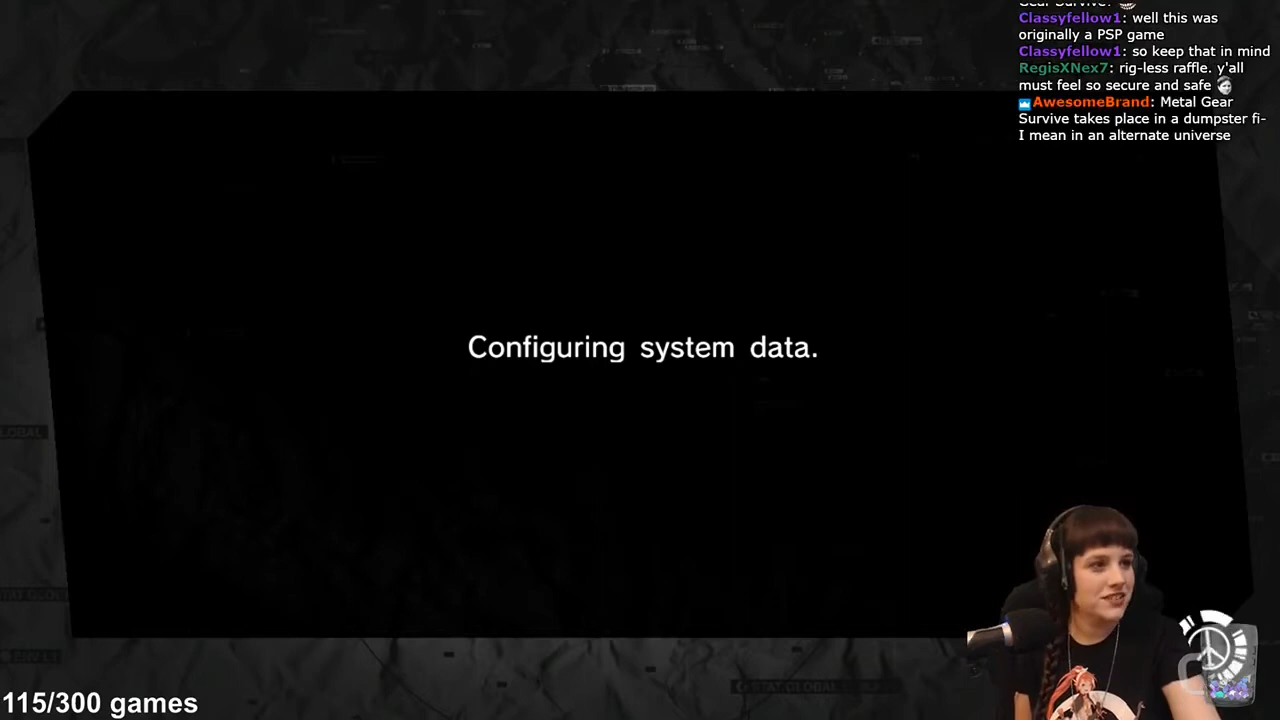 Classyfellow1: well this was
originally a PSP game
Classyfellow1: so keep that in mind
RegisXNex7: rig-less raffle. y'all
must feel so secure and safe
AwesomeBrand: Metal Gear
Survive takes place in a dumpster fi-
I mean in an alternate universe
Configuring system data.
115/300 games